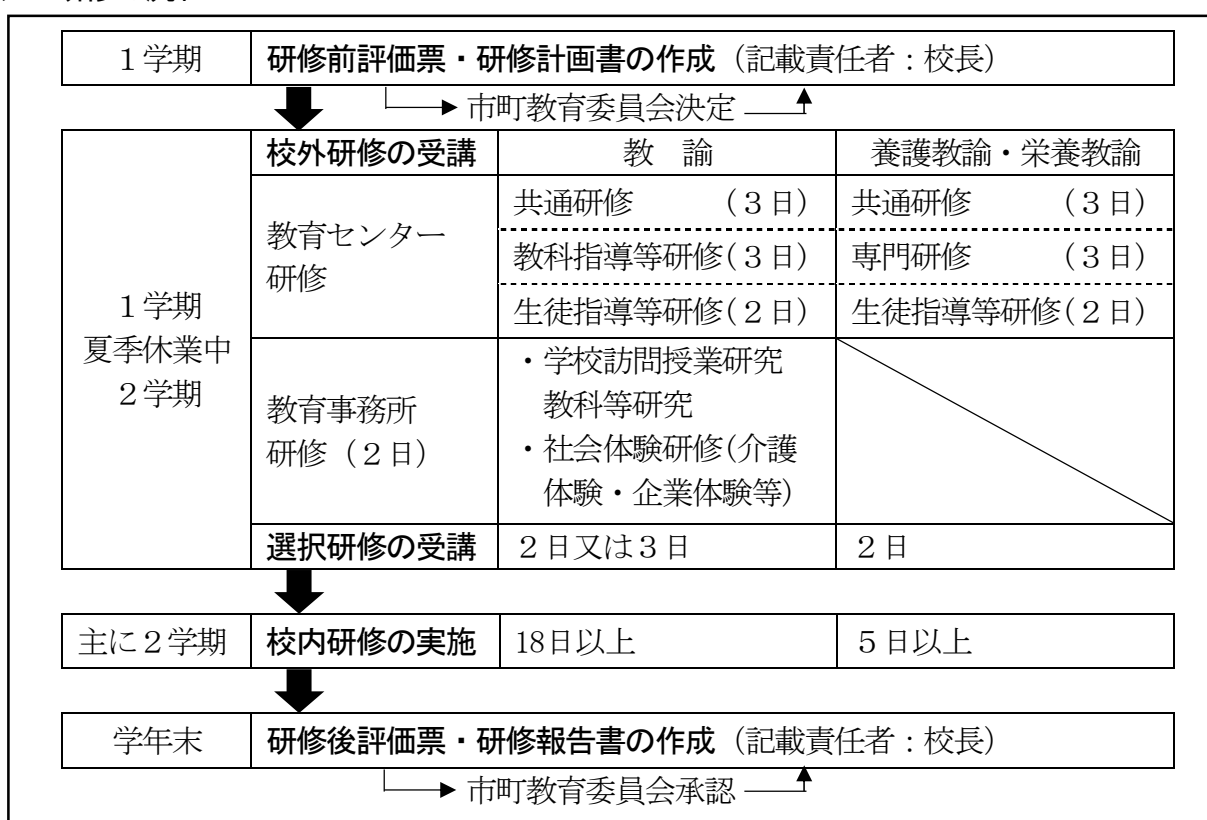 1学期 研修前評価票・研修計画書の作成（記載責任者：校長）
市町教育委員会決定
校外研修の受講 教 諭 養護教諭・栄養教諭
1学期
夏季休業中
2学期
教育センター
研修
共通研修 （3日） 共通研修 （3日）
教科指導等研修（3日） 専門研修 （3日）
生徒指導等研修（2日） 生徒指導等研修（2日）
教育事務所
研修（2日）
・学校訪問授業研究
教科等研究
・社会体験研修（介護
体験・企業体験等）
選択研修の受講 2日又は3日 2日
主に2学期 校内研修の実施 18日以上 5日以上
学年末 研修後評価票・研修報告書の作成（記載責任者：校長）
市町教育委員会承認